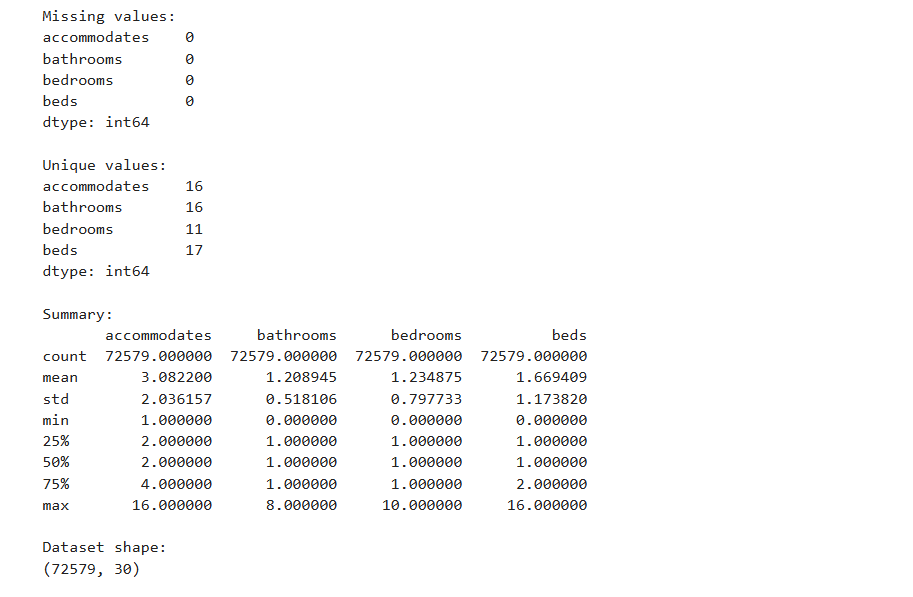 Missing values:
accommodates    0
bathrooms       0
bedrooms        0
beds            0
dtype: int64

Unique values:
accommodates    16
bathrooms       16
bedrooms        11
beds            17
dtype: int64

Summary:
       accommodates     bathrooms      bedrooms          beds
count  72579.000000  72579.000000  72579.000000  72579.000000
mean       3.082200      1.208945      1.234875      1.669409
std        2.036157      0.518106      0.797733      1.173820
min        1.000000      0.000000      0.000000      0.000000
25%        2.000000      1.000000      1.000000      1.000000
50%        2.000000      1.000000      1.000000      1.000000
75%        4.000000      1.000000      1.000000      2.000000
max       16.000000      8.000000     10.000000     16.000000

Dataset shape:
(72579, 30)